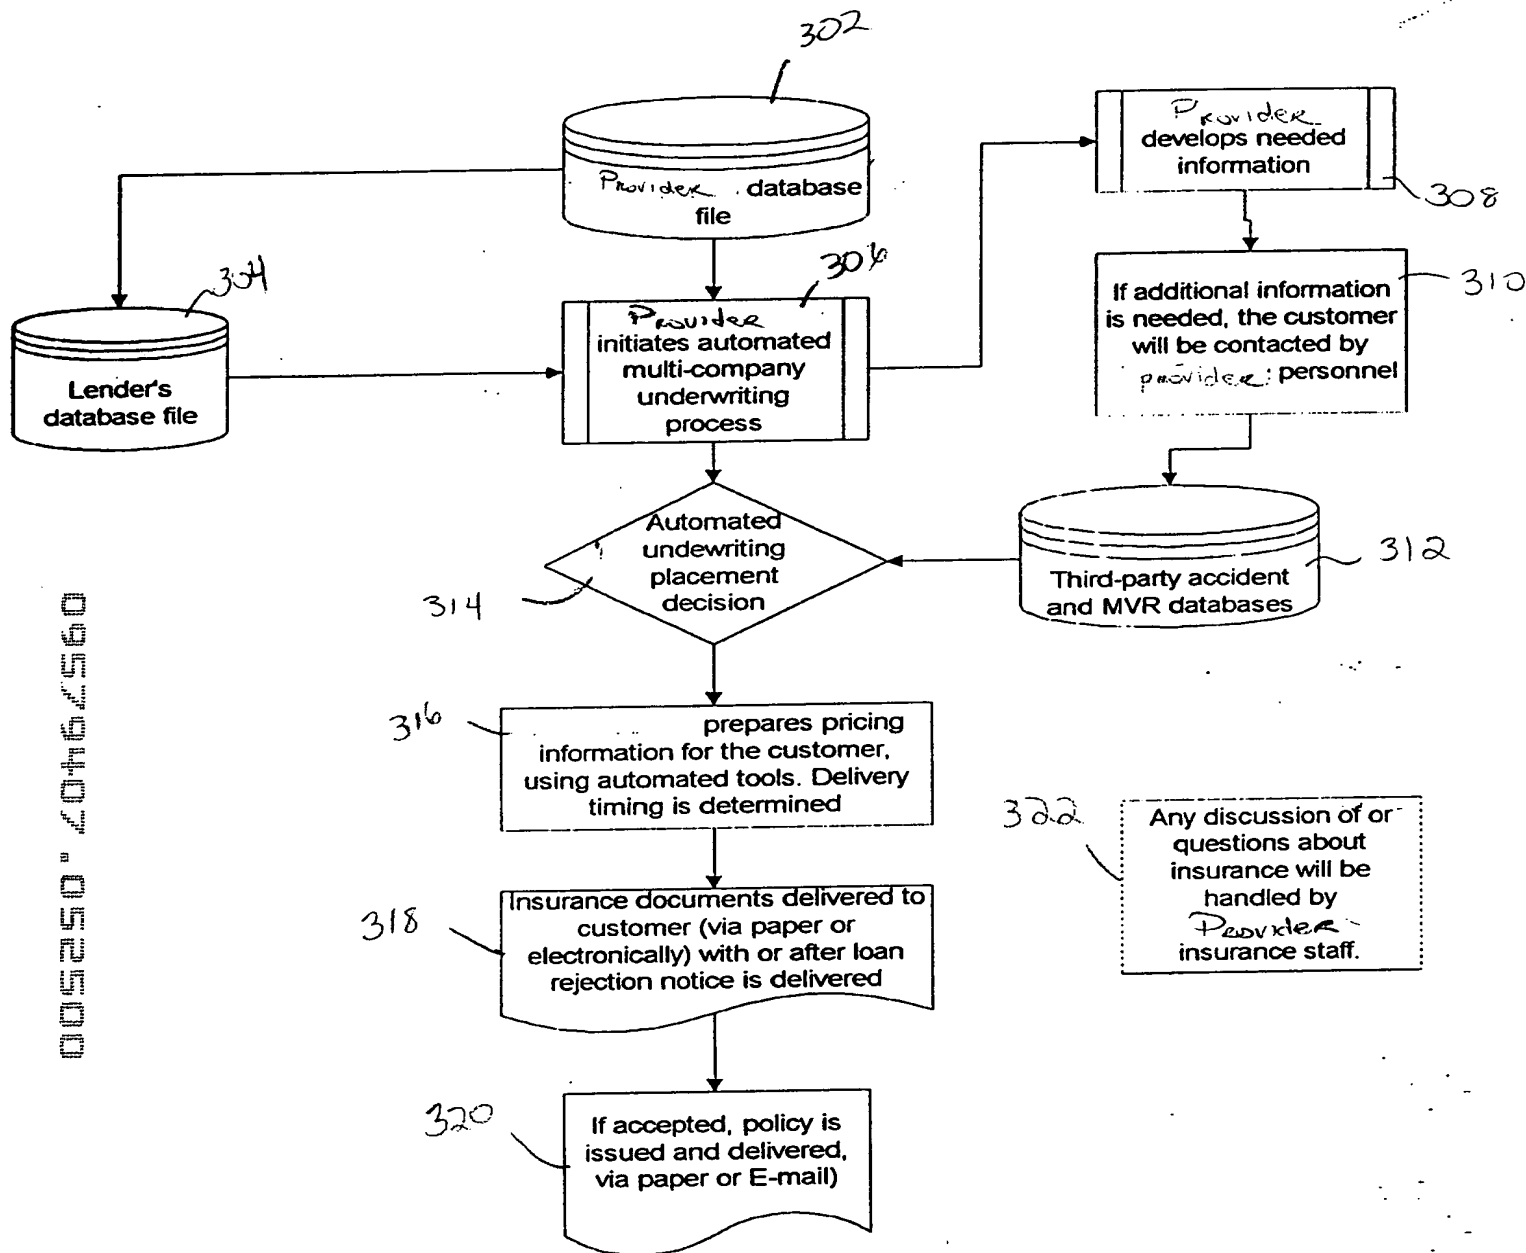 302
Provider database
file
Provider
develops needed
information
308
304
Lender's
database file
306
Provider
initiates automated
multi-company
underwriting
process
If additional information
is needed, the customer
will be contacted by
provider personnel
310
Automated
undewriting
placement
decision
314
Third-party accident
and MVR databases
312
316
prepares pricing
information for the customer,
using automated tools. Delivery
timing is determined
318
Insurance documents delivered to
customer (via paper or
electronically) with or after loan
rejection notice is delivered
322
Any discussion of or
questions about
insurance will be
handled by
Provider
insurance staff.
320
If accepted, policy is
issued and delivered,
via paper or E-mail)
09579407.052500